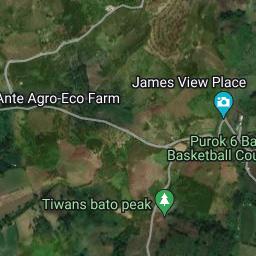 James View Place
Ante Agro-Eco Farm
Purok 6 Ba
Basketball Cou
Tiwans bato peak